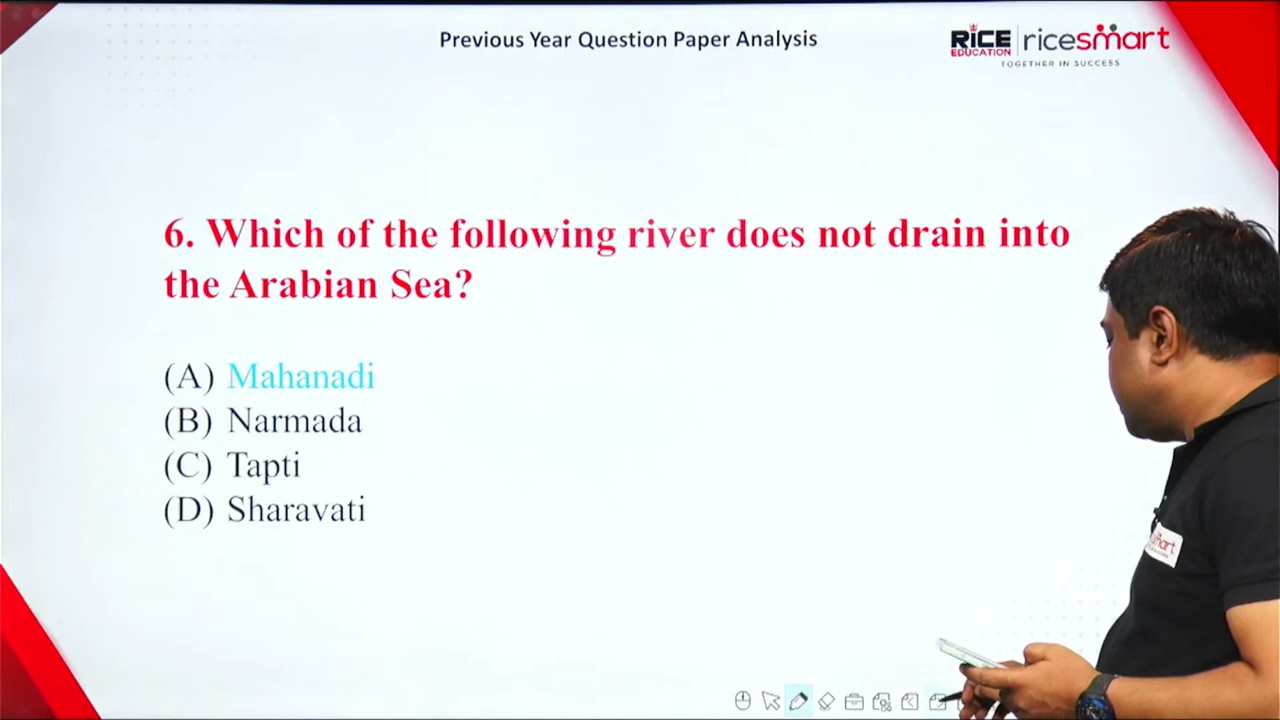 Previous Year Question Paper Analysis
RICE EDUCATION ricesmart
TOGETHER IN SUCCESS
6. Which of the following river does not drain into
the Arabian Sea?
(A) Mahanadi
(B) Narmada
(C) Tapti
(D) Sharavati